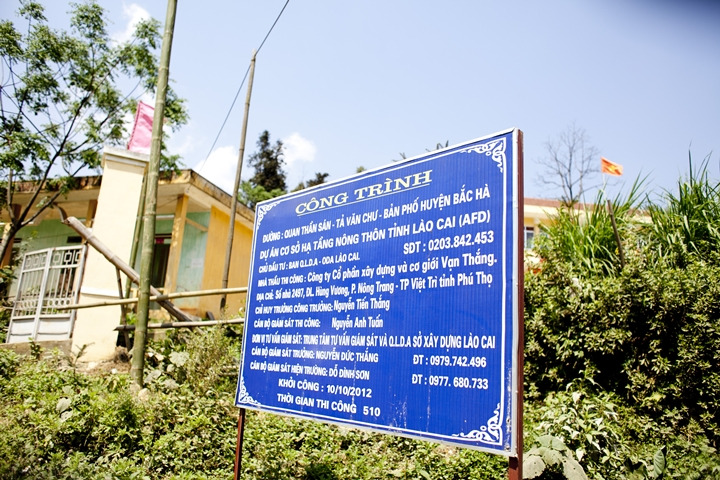 CÔNG TRÌNH
ĐƯỜNG : QUAN THẦN SÁN - TẢ VĂN CHƯ - BẢN PHỐ HUYỆN BẮC HÀ
DỰ ÁN CƠ SỞ HẠ TẦNG NÔNG THÔN TỈNH LÀO CAI (AFD)
CHỦ ĐẦU TƯ : BAN Q.L.D.A - ODA LÀO CAI. SĐT : 0203.842.453
NHÀ THẦU THI CÔNG : Công ty Cổ phần xây dựng và cơ giới Vạn Thắng.
ĐỊA CHỈ: Số nhà 2497, ĐL. Hùng Vương, P. Nông Trang - TP Việt Trì tỉnh Phú Thọ
CHỈ HUY TRƯỞNG CÔNG TRƯỜNG: Nguyễn Tiến Thắng
CÁN BỘ GIÁM SÁT THI CÔNG: Nguyễn Anh Tuấn
ĐƠN VỊ TƯ VẤN GIÁM SÁT: TRUNG TÂM TƯ VẤN GIÁM SÁT VÀ Q.L.D.A SỞ XÂY DỰNG LÀO CAI
CÁN BỘ GIÁM SÁT TRƯỞNG: NGUYỄN ĐỨC THẮNG ĐT : 0979.742.496
CÁN BỘ GIÁM SÁT HIỆN TRƯỜNG: ĐỖ ĐÌNH SƠN ĐT : 0977. 680.733
KHỞI CÔNG : 10/10/2012
THỜI GIAN THI CÔNG 510